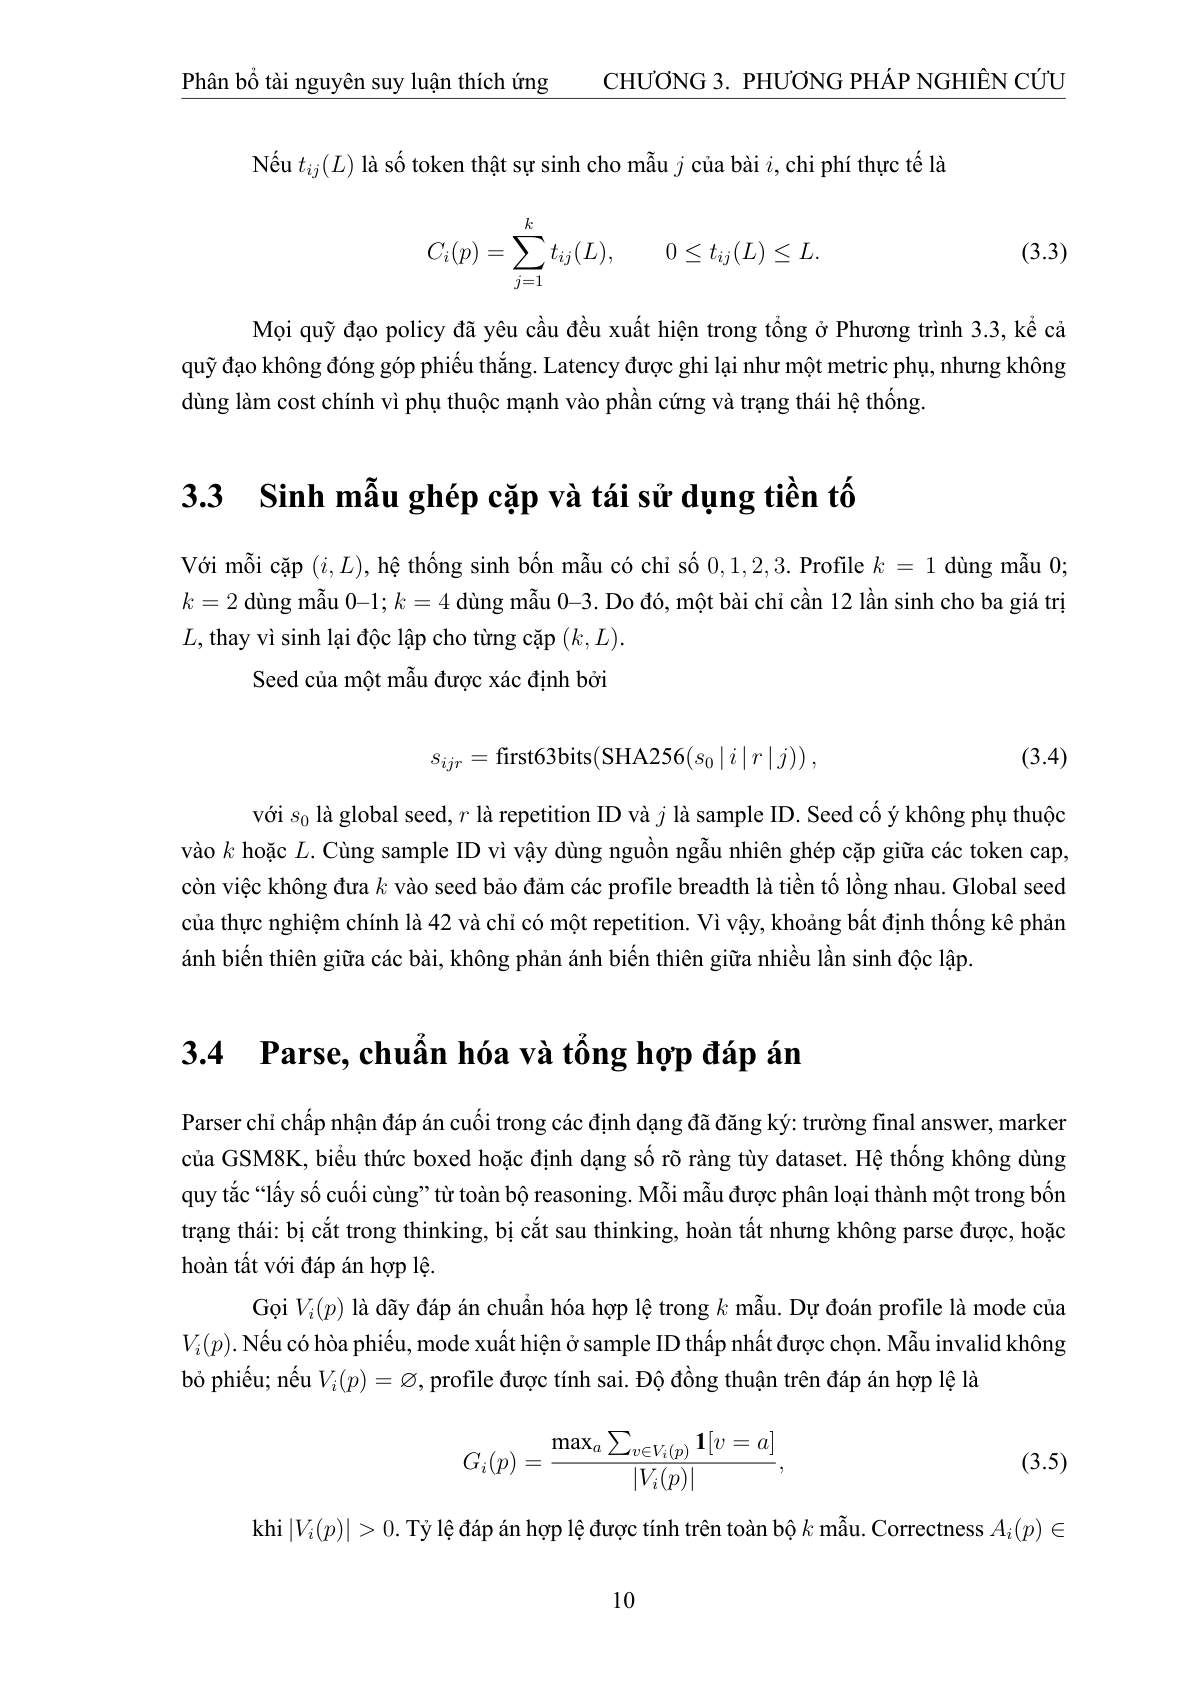 Phân bổ tài nguyên suy luận thích ứng CHƯƠNG 3. PHƯƠNG PHÁP NGHIÊN CỨU
Nếu t_{ij}(L) là số token thật sự sinh cho mẫu j của bài i, chi phí thực tế là
C_i(p) = \sum_{j=1}^{k} t_{ij}(L), 0 ≤ t_{ij}(L) ≤ L. (3.3)
Mọi quỹ đạo policy đã yêu cầu đều xuất hiện trong tổng ở Phương trình 3.3, kể cả
quỹ đạo không đóng góp phiếu thắng. Latency được ghi lại như một metric phụ, nhưng không
dùng làm cost chính vì phụ thuộc mạnh vào phần cứng và trạng thái hệ thống.
3.3 Sinh mẫu ghép cặp và tái sử dụng tiền tố
Với mỗi cặp (i, L), hệ thống sinh bốn mẫu có chỉ số 0, 1, 2, 3. Profile k = 1 dùng mẫu 0;
k = 2 dùng mẫu 0–1; k = 4 dùng mẫu 0–3. Do đó, một bài chỉ cần 12 lần sinh cho ba giá trị
L, thay vì sinh lại độc lập cho từng cặp (k, L).
Seed của một mẫu được xác định bởi
s_{ijr} = first63bits(SHA256(s_0 | i | r | j)) , (3.4)
với s_0 là global seed, r là repetition ID và j là sample ID. Seed cố ý không phụ thuộc
vào k hoặc L. Cùng sample ID vì vậy dùng nguồn ngẫu nhiên ghép cặp giữa các token cap,
còn việc không đưa k vào seed bảo đảm các profile breadth là tiền tố lồng nhau. Global seed
của thực nghiệm chính là 42 và chỉ có một repetition. Vì vậy, khoảng bất định thống kê phản
ánh biến thiên giữa các bài, không phản ánh biến thiên giữa nhiều lần sinh độc lập.
3.4 Parse, chuẩn hóa và tổng hợp đáp án
Parser chỉ chấp nhận đáp án cuối trong các định dạng đã đăng ký: trường final answer, marker
của GSM8K, biểu thức boxed hoặc định dạng số rõ ràng tùy dataset. Hệ thống không dùng
quy tắc “lấy số cuối cùng” từ toàn bộ reasoning. Mỗi mẫu được phân loại thành một trong bốn
trạng thái: bị cắt trong thinking, bị cắt sau thinking, hoàn tất nhưng không parse được, hoặc
hoàn tất với đáp án hợp lệ.
Gọi V_i(p) là dãy đáp án chuẩn hóa hợp lệ trong k mẫu. Dự đoán profile là mode của
V_i(p). Nếu có hòa phiếu, mode xuất hiện ở sample ID thấp nhất được chọn. Mẫu invalid không
bỏ phiếu; nếu V_i(p) = ∅, profile được tính sai. Độ đồng thuận trên đáp án hợp lệ là
G_i(p) = \frac{max_a \sum_{v∈V_i(p)} 1[v = a]}{|V_i(p)|}, (3.5)
khi |V_i(p)| > 0. Tỷ lệ đáp án hợp lệ được tính trên toàn bộ k mẫu. Correctness A_i(p) ∈
10